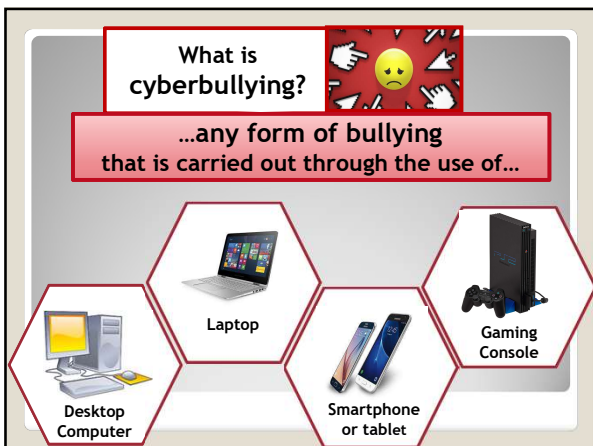 What is
cyberbullying?
…any form of bullying
that is carried out through the use of…
Laptop
Gaming
Console
Desktop
Computer
Smartphone
or tablet